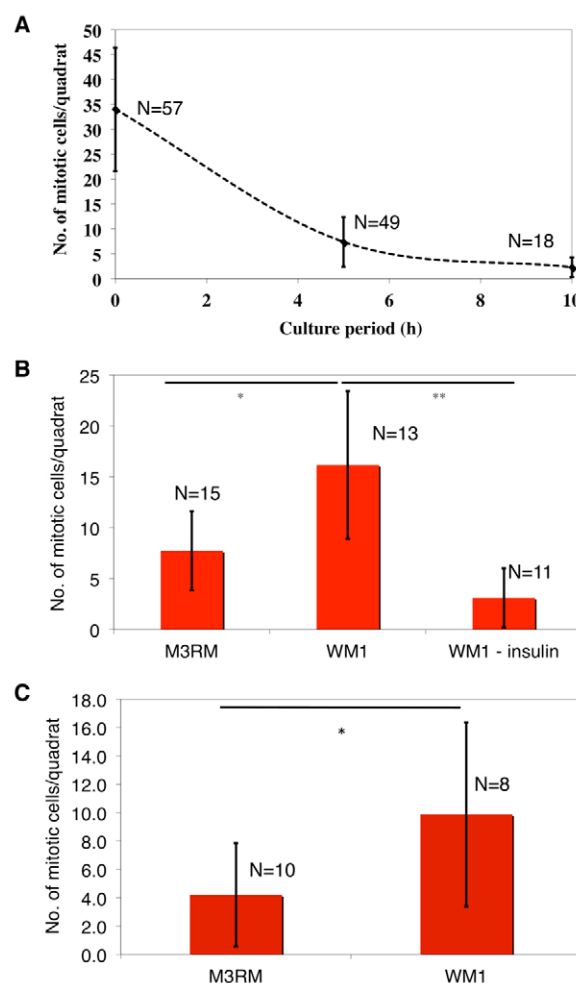 A
No. of mitotic cells/quadrat
50
45
40
35
30
25
20
15
10
5
0
N=57
N=49
N=18
0 2 4 6 8 10
Culture period (h)
B
No. of mitotic cells/quadrat
25
20
15
10
5
0
* **
N=15
N=13
N=11
M3RM WM1 WM1 - insulin
C
No. of mitotic cells/quadrat
18.0
16.0
14.0
12.0
10.0
8.0
6.0
4.0
2.0
0.0
*
N=10
N=8
M3RM WM1